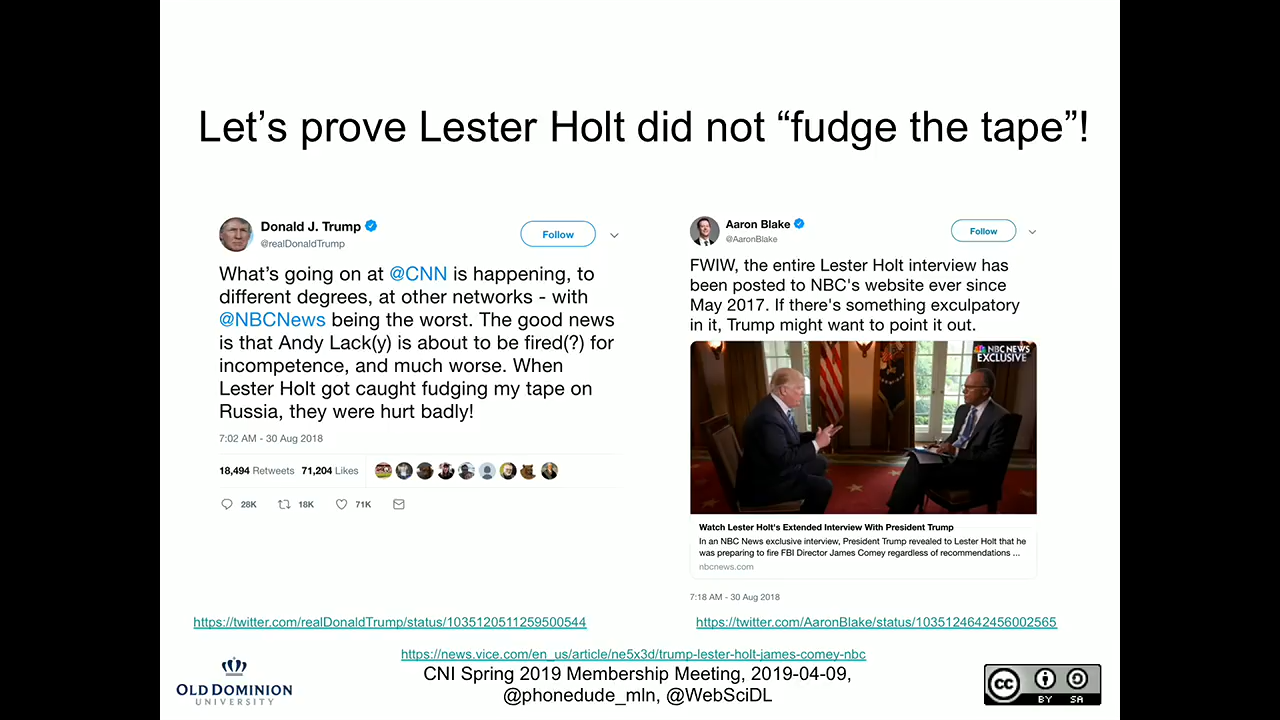 Let's prove Lester Holt did not “fudge the tape”!
Donald J. Trump
@realDonaldTrump
Follow
What's going on at @CNN is happening, to
different degrees, at other networks - with
@NBCNews being the worst. The good news
is that Andy Lack(y) is about to be fired(?) for
incompetence, and much worse. When
Lester Holt got caught fudging my tape on
Russia, they were hurt badly!
7:02 AM - 30 Aug 2018
18,494 Retweets 71,204 Likes
28K 18K 71K
Aaron Blake
@AaronBlake
Follow
FWIW, the entire Lester Holt interview has
been posted to NBC's website ever since
May 2017. If there's something exculpatory
in it, Trump might want to point it out.
NBC NEWS
EXCLUSIVE
Watch Lester Holt's Extended Interview With President Trump
In an NBC News exclusive interview, President Trump revealed to Lester Holt that he
was preparing to fire FBI Director James Comey regardless of recommendations ...
nbcnews.com
7:18 AM - 30 Aug 2018
https://twitter.com/realDonaldTrump/status/1035120511259500544
https://twitter.com/AaronBlake/status/1035124642456002565
https://news.vice.com/en_us/article/ne5x3d/trump-lester-holt-james-comey-nbc
CNI Spring 2019 Membership Meeting, 2019-04-09,
@phonedude_mln, @WebSciDL
OLD DOMINION
UNIVERSITY
cc
BY SA